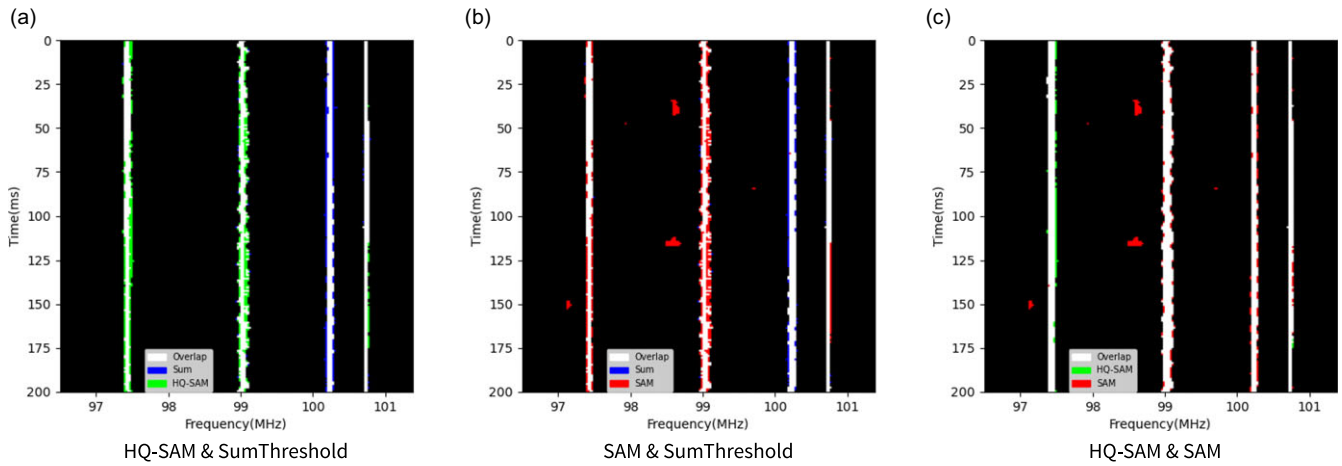 (a)
0
25
50
75
100
125
150
175
200
Time(ms)
Overlap
Sum
HQ-SAM
97 98 99 100 101
Frequency(MHz)
HQ-SAM & SumThreshold
(b)
0
25
50
75
100
125
150
175
200
Time(ms)
Overlap
Sum
SAM
97 98 99 100 101
Frequency(MHz)
SAM & SumThreshold
(c)
0
25
50
75
100
125
150
175
200
Time(ms)
Overlap
HQ-SAM
SAM
97 98 99 100 101
Frequency(MHz)
HQ-SAM & SAM